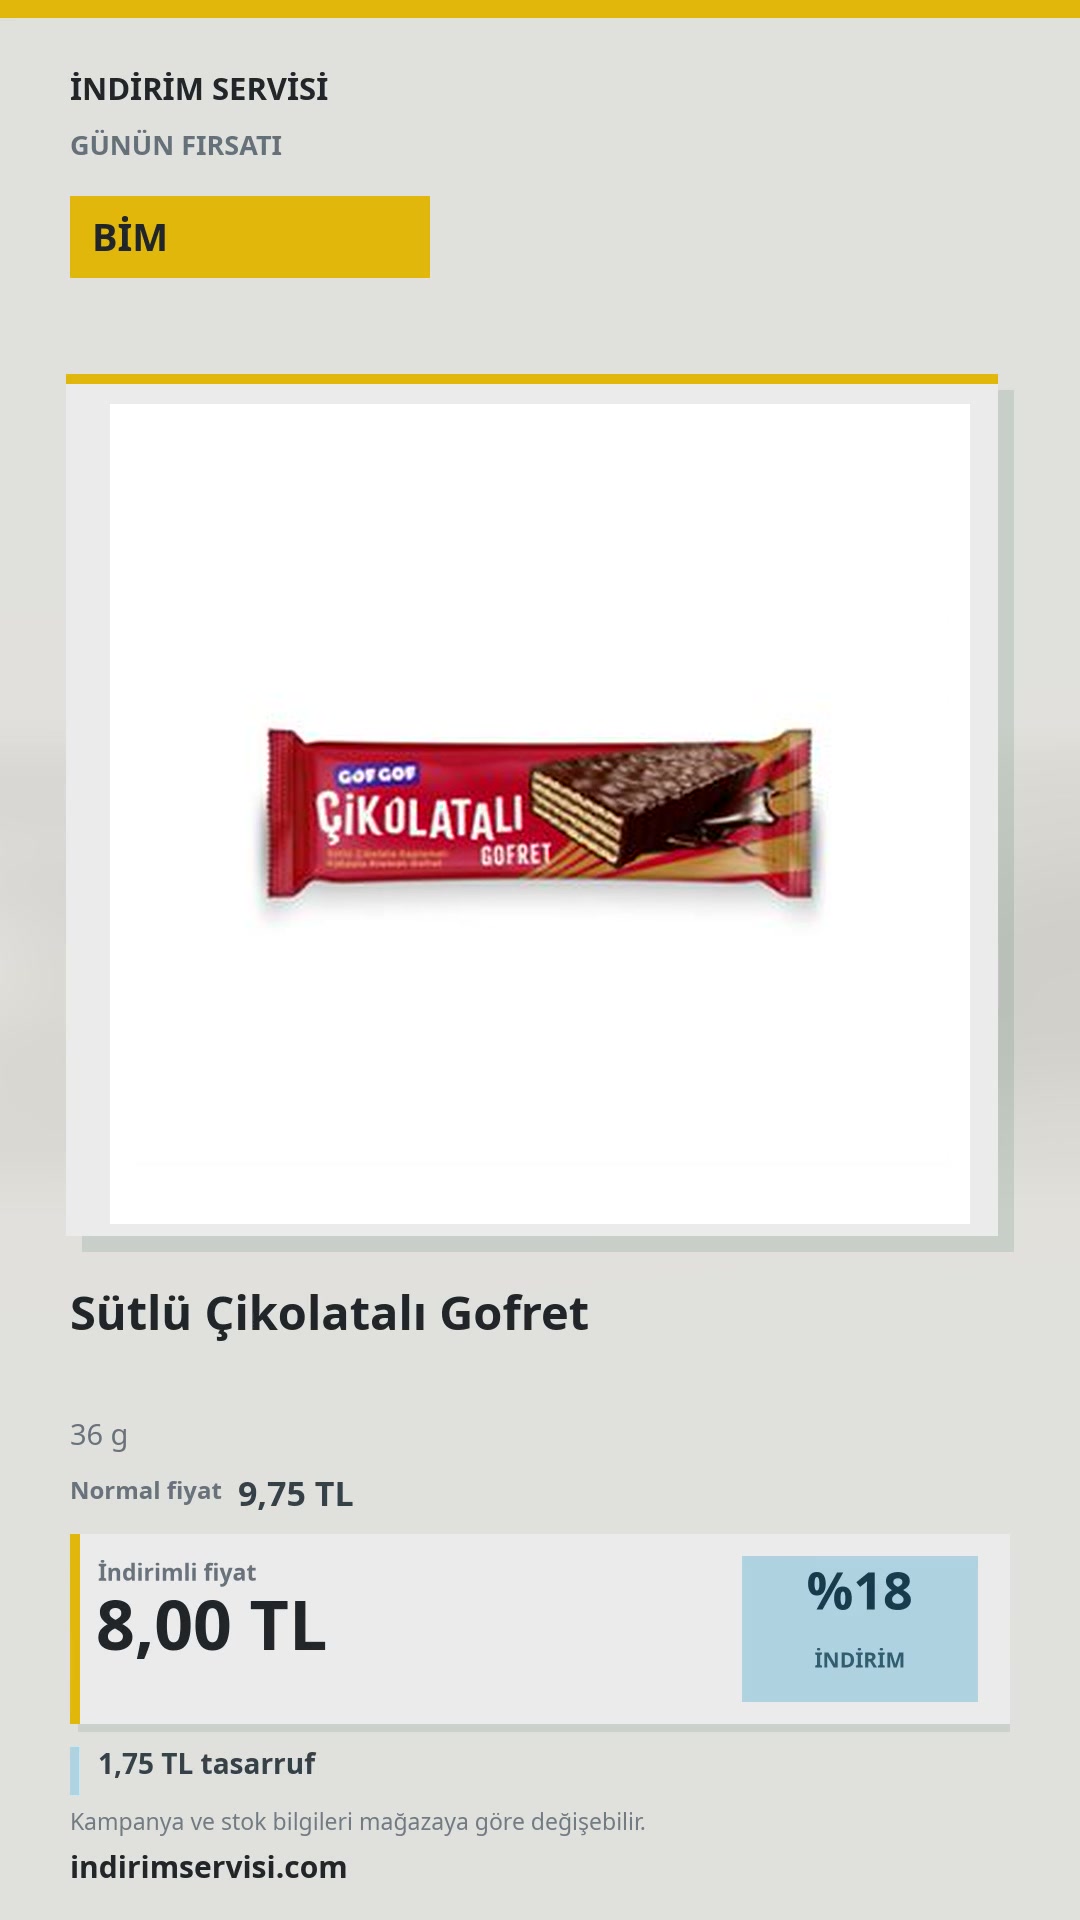 İNDİRİM SERVİSİ
GÜNÜN FIRSATI
BİM
GOFGOF
ÇİKOLATALI
GOFRET
Sütlü Çikolatalı Gofret
36 g
Normal fiyat 9,75 TL
İndirimli fiyat
8,00 TL
%18
İNDİRİM
1,75 TL tasarruf
Kampanya ve stok bilgileri mağazaya göre değişebilir.
indirimservisi.com